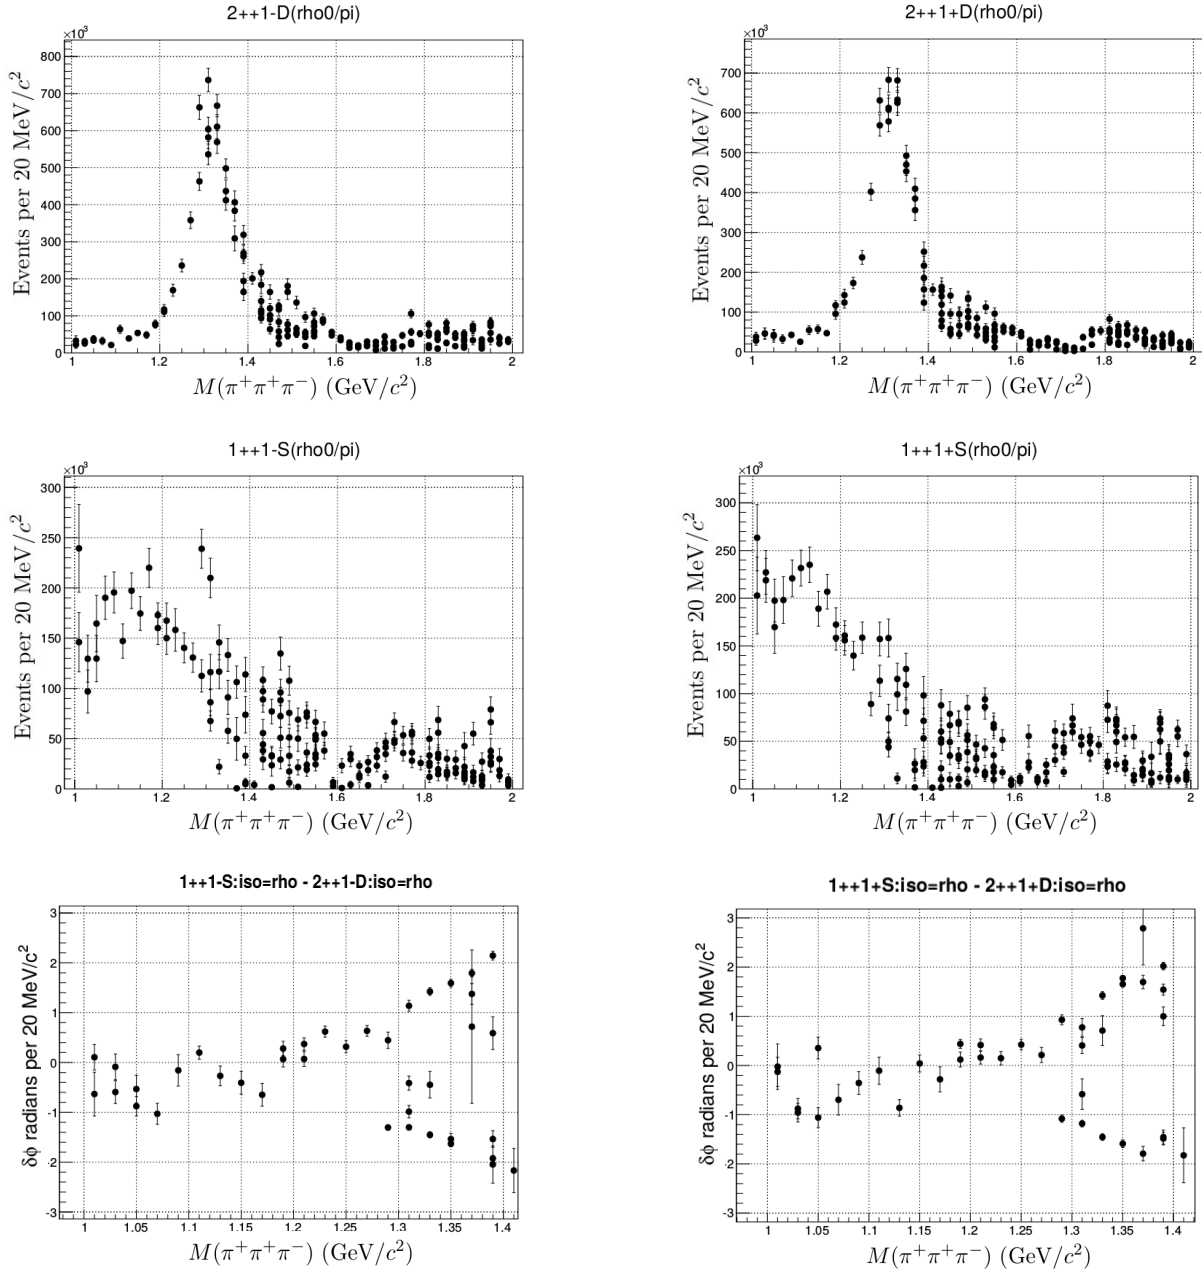 2++1-D(rho0/pi)
×10³
800
700
600
500
400
300
200
100
0
Events per 20 MeV/c²
1 1.2 1.4 1.6 1.8 2
M(π⁺π⁺π⁻) (GeV/c²)
2++1+D(rho0/pi)
×10³
700
600
500
400
300
200
100
0
Events per 20 MeV/c²
1 1.2 1.4 1.6 1.8 2
M(π⁺π⁺π⁻) (GeV/c²)
1++1-S(rho0/pi)
×10³
300
250
200
150
100
50
0
Events per 20 MeV/c²
1 1.2 1.4 1.6 1.8 2
M(π⁺π⁺π⁻) (GeV/c²)
1++1+S(rho0/pi)
×10³
300
250
200
150
100
50
0
Events per 20 MeV/c²
1 1.2 1.4 1.6 1.8 2
M(π⁺π⁺π⁻) (GeV/c²)
1++1-S:iso=rho - 2++1-D:iso=rho
3
2
1
0
-1
-2
-3
δϕ radians per 20 MeV/c²
1 1.05 1.1 1.15 1.2 1.25 1.3 1.35 1.4
M(π⁺π⁺π⁻) (GeV/c²)
1++1+S:iso=rho - 2++1+D:iso=rho
3
2
1
0
-1
-2
-3
δϕ radians per 20 MeV/c²
1 1.05 1.1 1.15 1.2 1.25 1.3 1.35 1.4
M(π⁺π⁺π⁻) (GeV/c²)